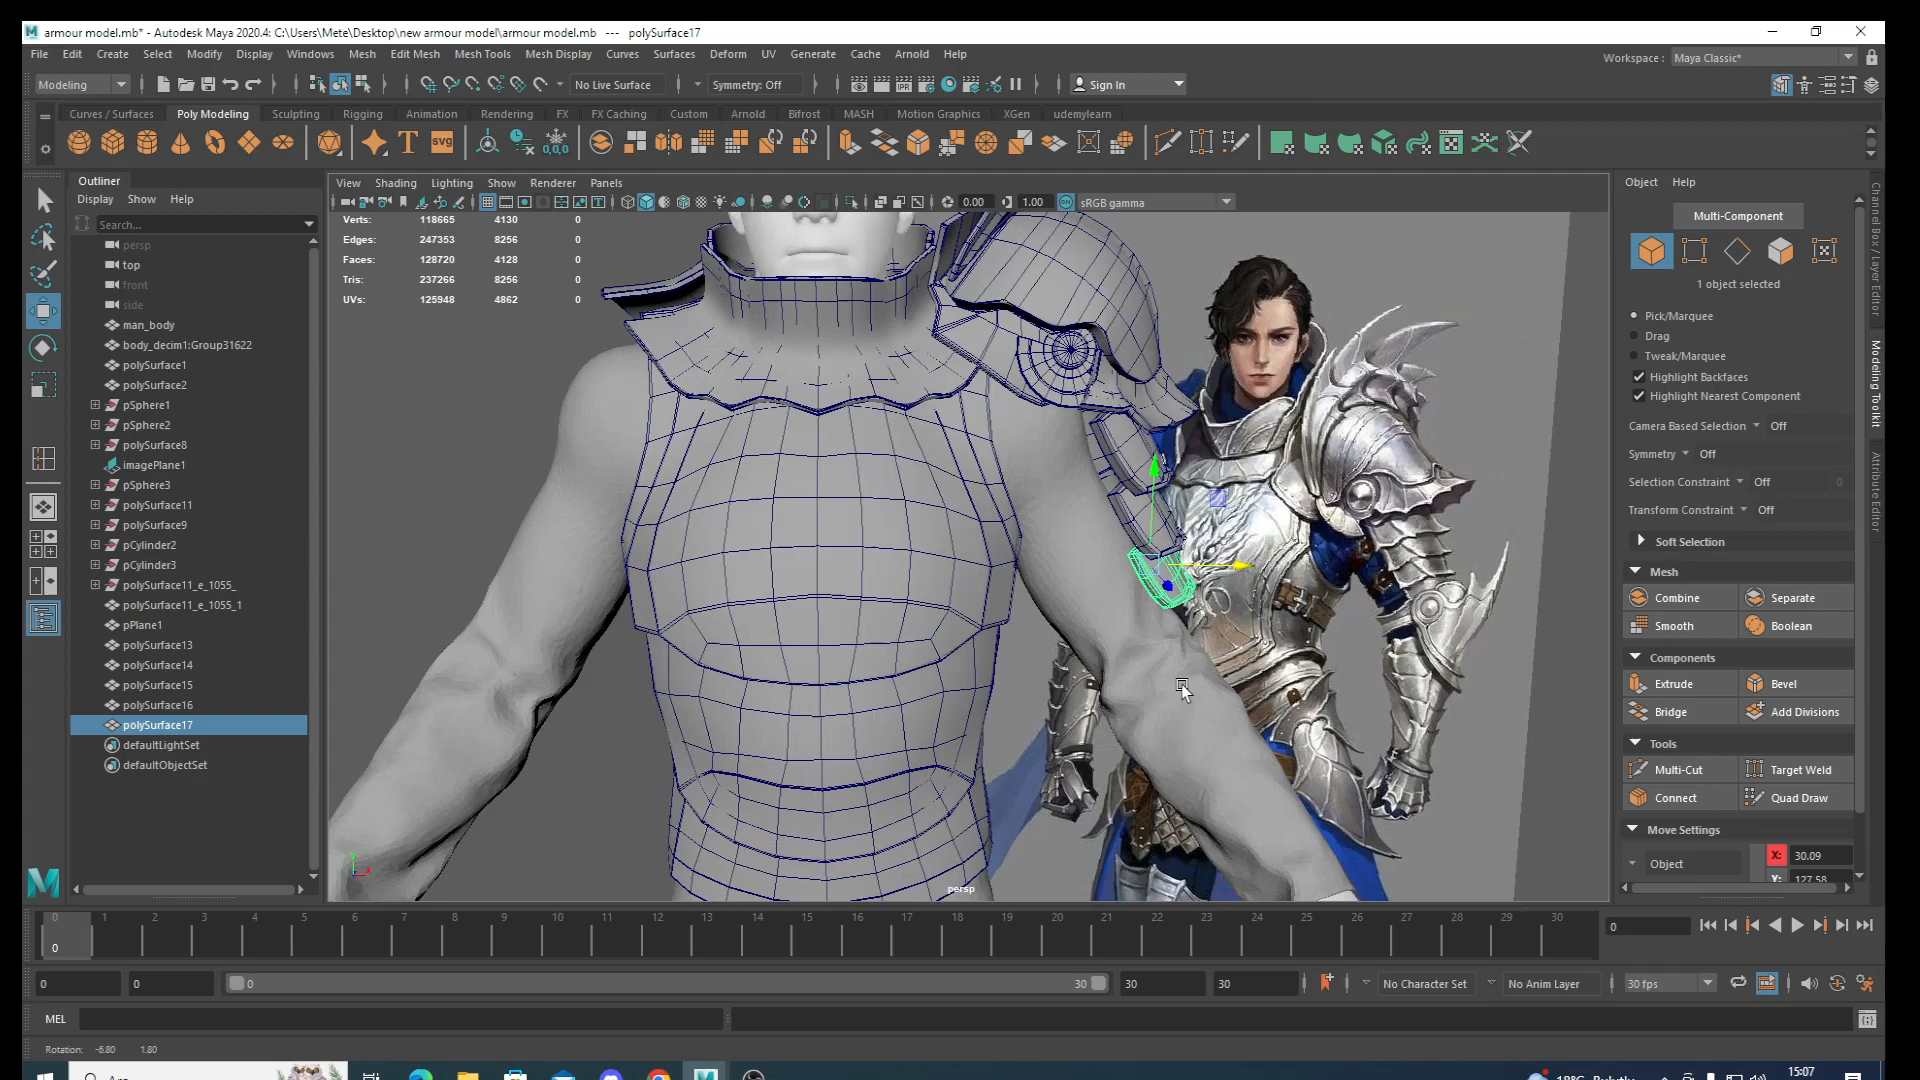 armour model.mb* - Autodesk Maya 2020.4: C:\Users\Mete\Desktop\new armour model\armour model.mb --- polySurface17
File Edit Create Select Modify Display Windows Mesh Edit Mesh Mesh Tools Mesh Display Curves Surfaces Deform UV Generate Cache Arnold Help
Workspace : Maya Classic*
Modeling No Live Surface Symmetry: Off Sign In
Curves / Surfaces Poly Modeling Sculpting Rigging Animation Rendering FX FX Caching Custom Arnold Bifrost MASH Motion Graphics XGen udemylearn
Outliner
Display Show Help
Search...
persp
top
front
side
man_body
body_decim1:Group31622
polySurface1
polySurface2
pSphere1
pSphere2
polySurface8
imagePlane1
pSphere3
polySurface11
polySurface9
pCylinder2
pCylinder3
polySurface11_e_1055_
polySurface11_e_1055_1
pPlane1
polySurface13
polySurface14
polySurface15
polySurface16
polySurface17
defaultLightSet
defaultObjectSet
View Shading Lighting Show Renderer Panels
0.00 1.00 sRGB gamma
Verts: 118665 4130 0
Edges: 247353 8256 0
Faces: 128720 4128 0
Tris: 237266 8256 0
UVs: 125948 4862 0
persp
Object Help
Multi-Component
1 object selected
Pick/Marquee
Drag
Tweak/Marquee
Highlight Backfaces
Highlight Nearest Component
Camera Based Selection Off
Symmetry Off
Selection Constraint Off 0
Transform Constraint Off
Soft Selection
Mesh
Combine Separate
Smooth Boolean
Components
Extrude Bevel
Bridge Add Divisions
Tools
Multi-Cut Target Weld
Connect Quad Draw
Move Settings
Object X: 30.09
Y: 127.58
Channel Box / Layer Editor
Modeling Toolkit
Attribute Editor
0 1 2 3 4 5 6 7 8 9 10 11 12 13 14 15 16 17 18 19 20 21 22 23 24 25 26 27 28 29 30
0 0
0 0 0 30 30 30 No Character Set No Anim Layer 30 fps
MEL
Rotation: -6.80 1.80
15:07